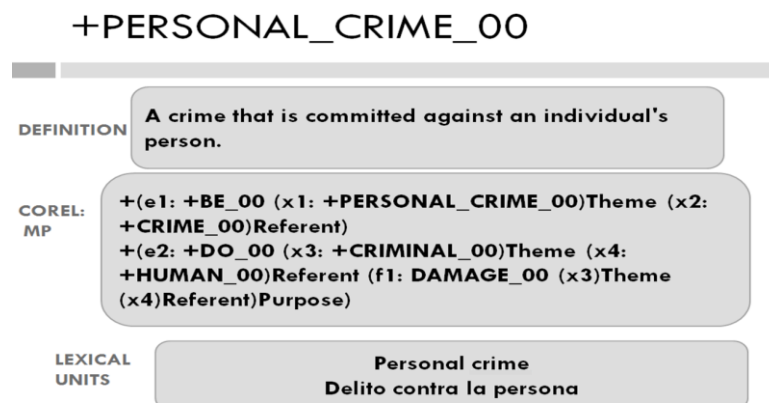 +PERSONAL_CRIME_00
DEFINITION
A crime that is committed against an individual's
person.
COREL:
MP
+(e1: +BE_00 (x1: +PERSONAL_CRIME_00)Theme (x2:
+CRIME_00)Referent)
+(e2: +DO_00 (x3: +CRIMINAL_00)Theme (x4:
+HUMAN_00)Referent (f1: DAMAGE_00 (x3)Theme
(x4)Referent)Purpose)
LEXICAL
UNITS
Personal crime
Delito contra la persona